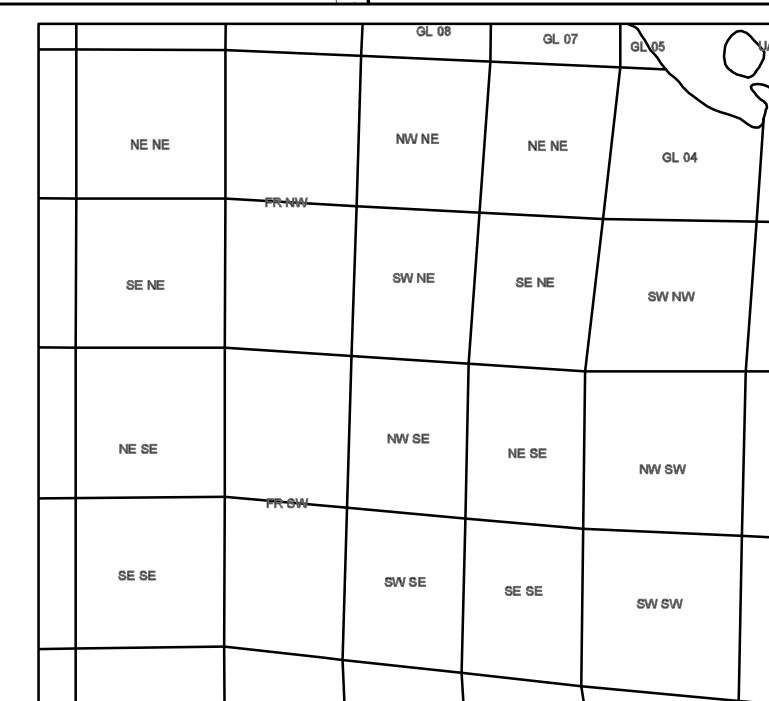 GL 08
GL 07
GL 05
NE NE
NW NE
NE NE
GL 04
FR NW
SE NE
SW NE
SE NE
SW NW
NE SE
NW SE
NE SE
NW SW
FR SW
SE SE
SW SE
SE SE
SW SW